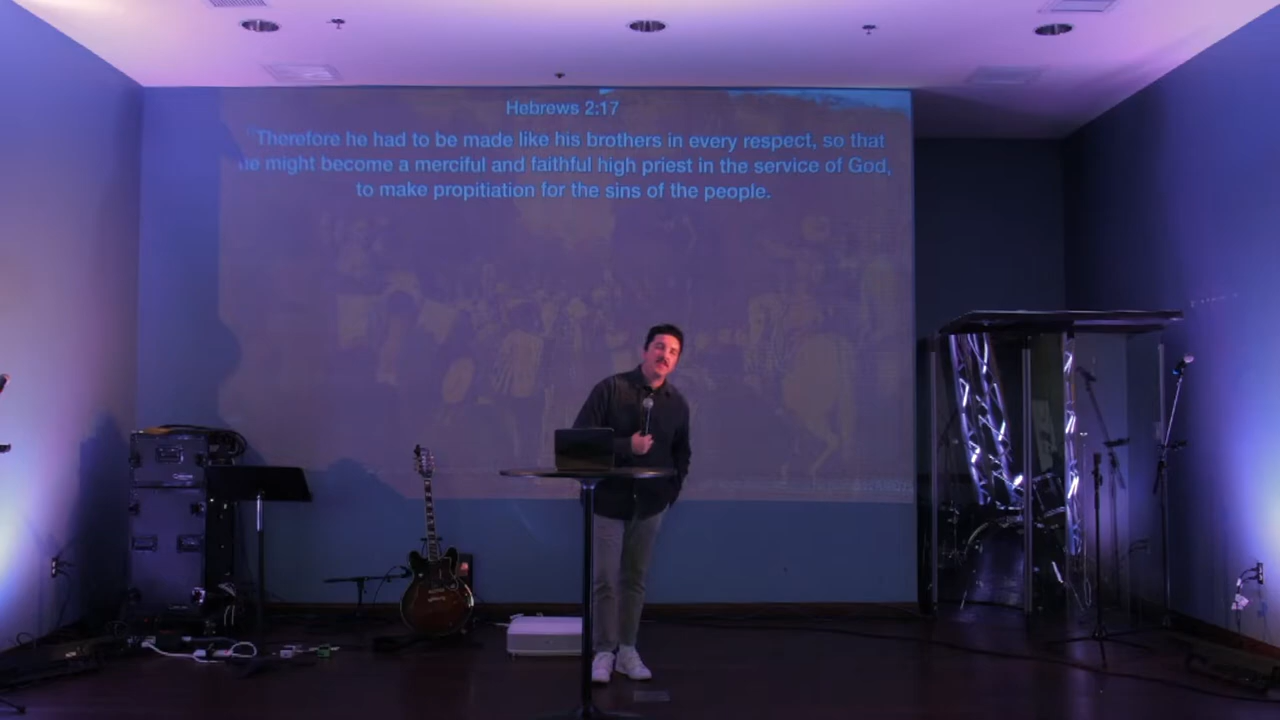 Hebrews 2:17
Therefore he had to be made like his brothers in every respect, so that
he might become a merciful and faithful high priest in the service of God,
to make propitiation for the sins of the people.